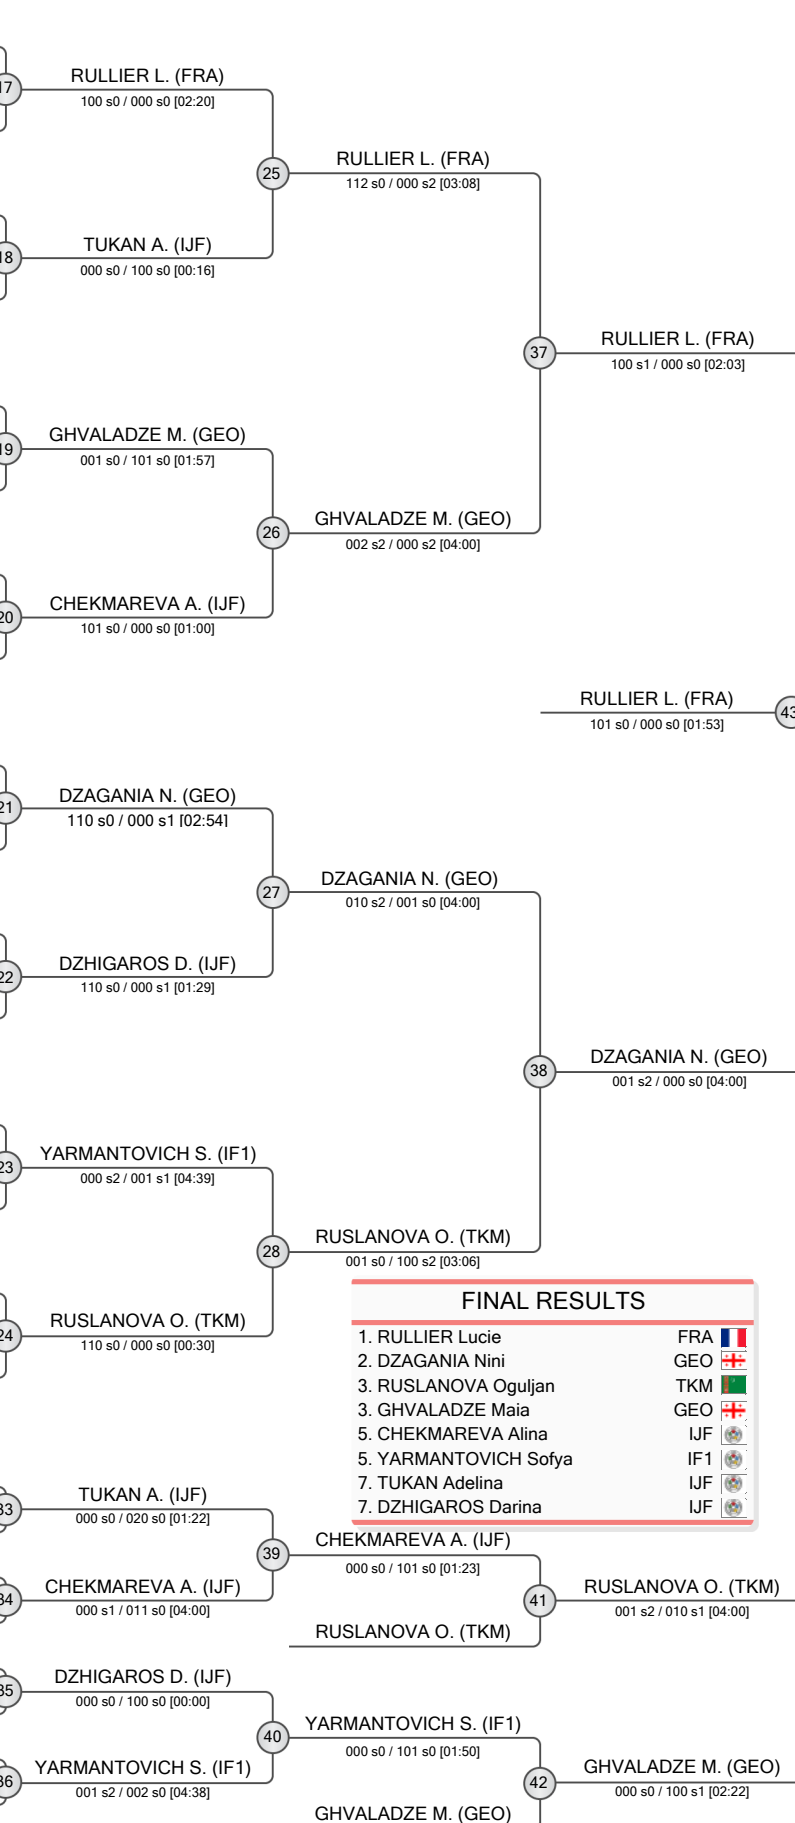 RULLIER L. (FRA)
17
100 s0 / 000 s0 [02:20]
RULLIER L. (FRA)
25
112 s0 / 000 s2 [03:08]
TUKAN A. (IJF)
18
000 s0 / 100 s0 [00:16]
RULLIER L. (FRA)
37
100 s1 / 000 s0 [02:03]
GHVALADZE M. (GEO)
19
001 s0 / 101 s0 [01:57]
GHVALADZE M. (GEO)
26
002 s2 / 000 s2 [04:00]
CHEKMAREVA A. (IJF)
20
101 s0 / 000 s0 [01:00]
RULLIER L. (FRA)
43
101 s0 / 000 s0 [01:53]
DZAGANIA N. (GEO)
21
110 s0 / 000 s1 [02:54]
DZAGANIA N. (GEO)
27
010 s2 / 001 s0 [04:00]
DZHIGAROS D. (IJF)
22
110 s0 / 000 s1 [01:29]
DZAGANIA N. (GEO)
38
001 s2 / 000 s0 [04:00]
YARMANTOVICH S. (IF1)
23
000 s2 / 001 s1 [04:39]
RUSLANOVA O. (TKM)
28
001 s0 / 100 s2 [03:06]
RUSLANOVA O. (TKM)
24
110 s0 / 000 s0 [00:30]
FINAL RESULTS
1. RULLIER Lucie FRA
2. DZAGANIA Nini GEO
3. RUSLANOVA Oguljan TKM
3. GHVALADZE Maia GEO
5. CHEKMAREVA Alina IJF
5. YARMANTOVICH Sofya IF1
7. TUKAN Adelina IJF
7. DZHIGAROS Darina IJF
TUKAN A. (IJF)
33
000 s0 / 020 s0 [01:22]
CHEKMAREVA A. (IJF)
39
000 s0 / 101 s0 [01:23]
CHEKMAREVA A. (IJF)
34
000 s1 / 011 s0 [04:00]
RUSLANOVA O. (TKM)
41
001 s2 / 010 s1 [04:00]
RUSLANOVA O. (TKM)
DZHIGAROS D. (IJF)
35
000 s0 / 100 s0 [00:00]
YARMANTOVICH S. (IF1)
40
000 s0 / 101 s0 [01:50]
YARMANTOVICH S. (IF1)
36
001 s2 / 002 s0 [04:38]
GHVALADZE M. (GEO)
42
000 s0 / 100 s1 [02:22]
GHVALADZE M. (GEO)